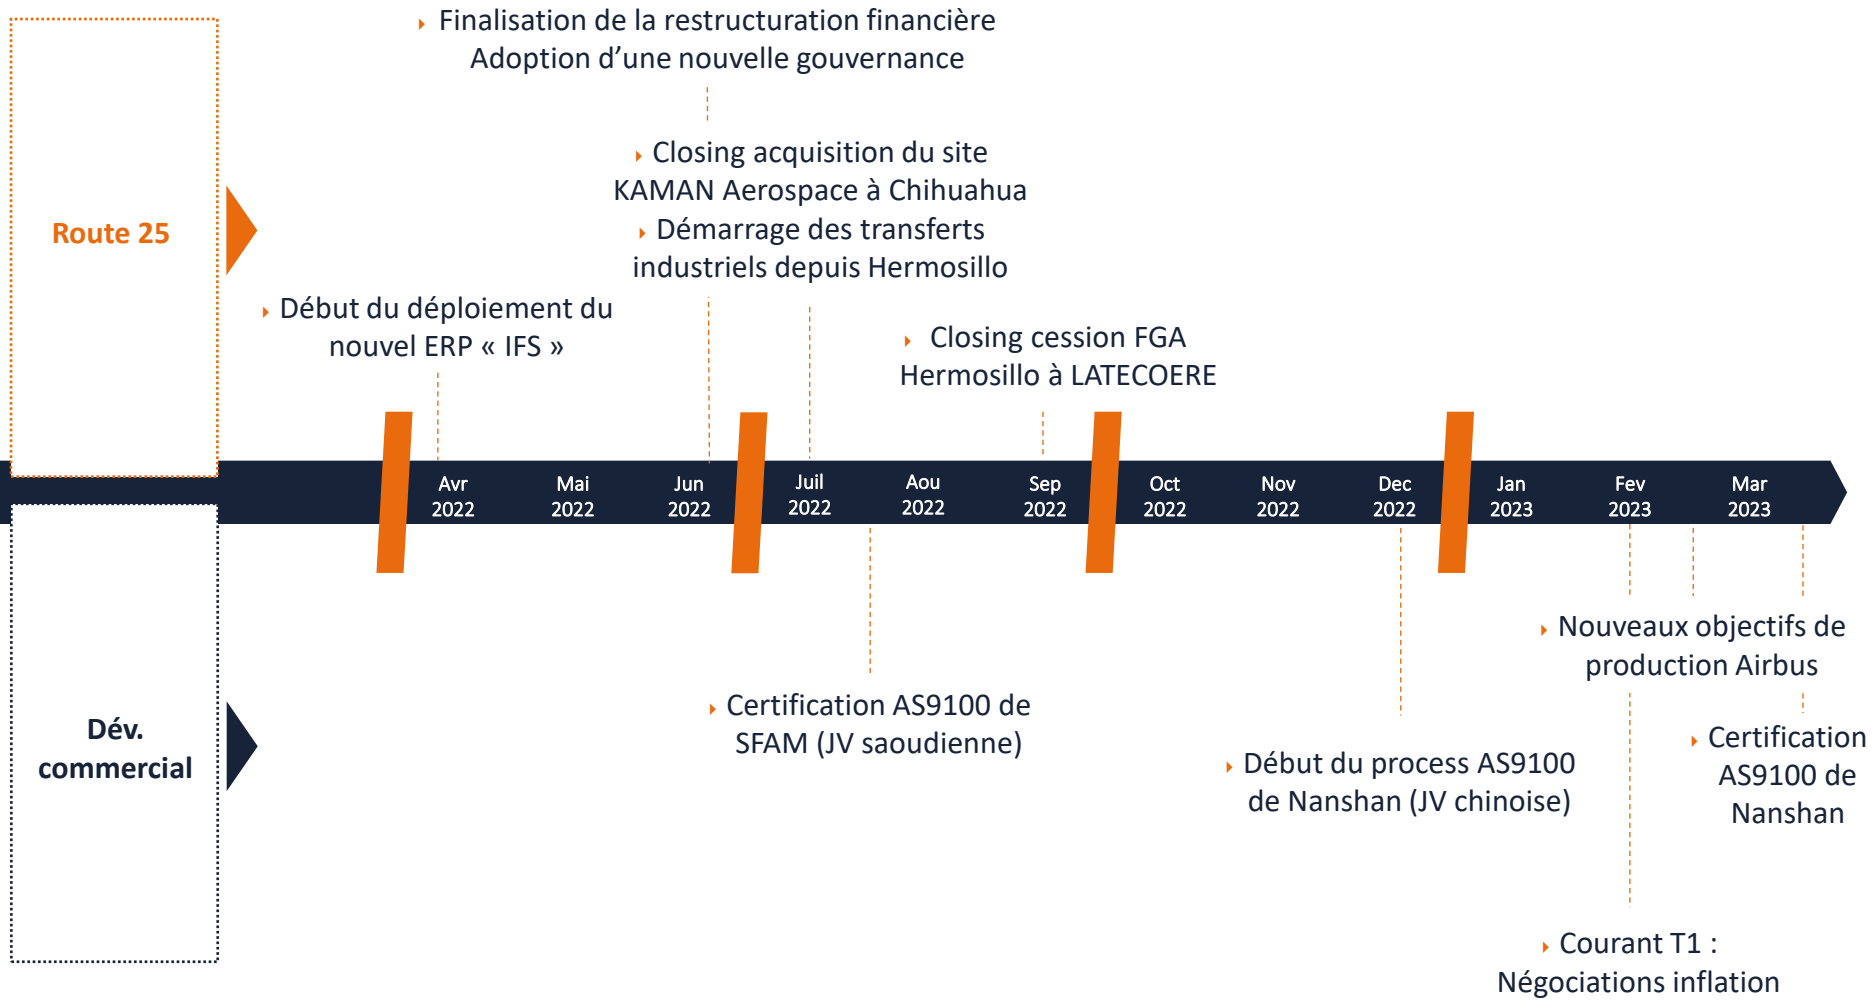 Finalisation de la restructuration financière
Adoption d’une nouvelle gouvernance
Closing acquisition du site
KAMAN Aerospace à Chihuahua
Démarrage des transferts
industriels depuis Hermosillo
Route 25
Début du déploiement du
nouvel ERP « IFS »
Closing cession FGA
Hermosillo à LATECOERE
Avr
2022
Mai
2022
Jun
2022
Juil
2022
Aou
2022
Sep
2022
Oct
2022
Nov
2022
Dec
2022
Jan
2023
Fev
2023
Mar
2023
Dév.
commercial
Certification AS9100 de
SFAM (JV saoudienne)
Début du process AS9100
de Nanshan (JV chinoise)
Nouveaux objectifs de
production Airbus
Certification
AS9100 de
Nanshan
Courant T1 :
Négociations inflation